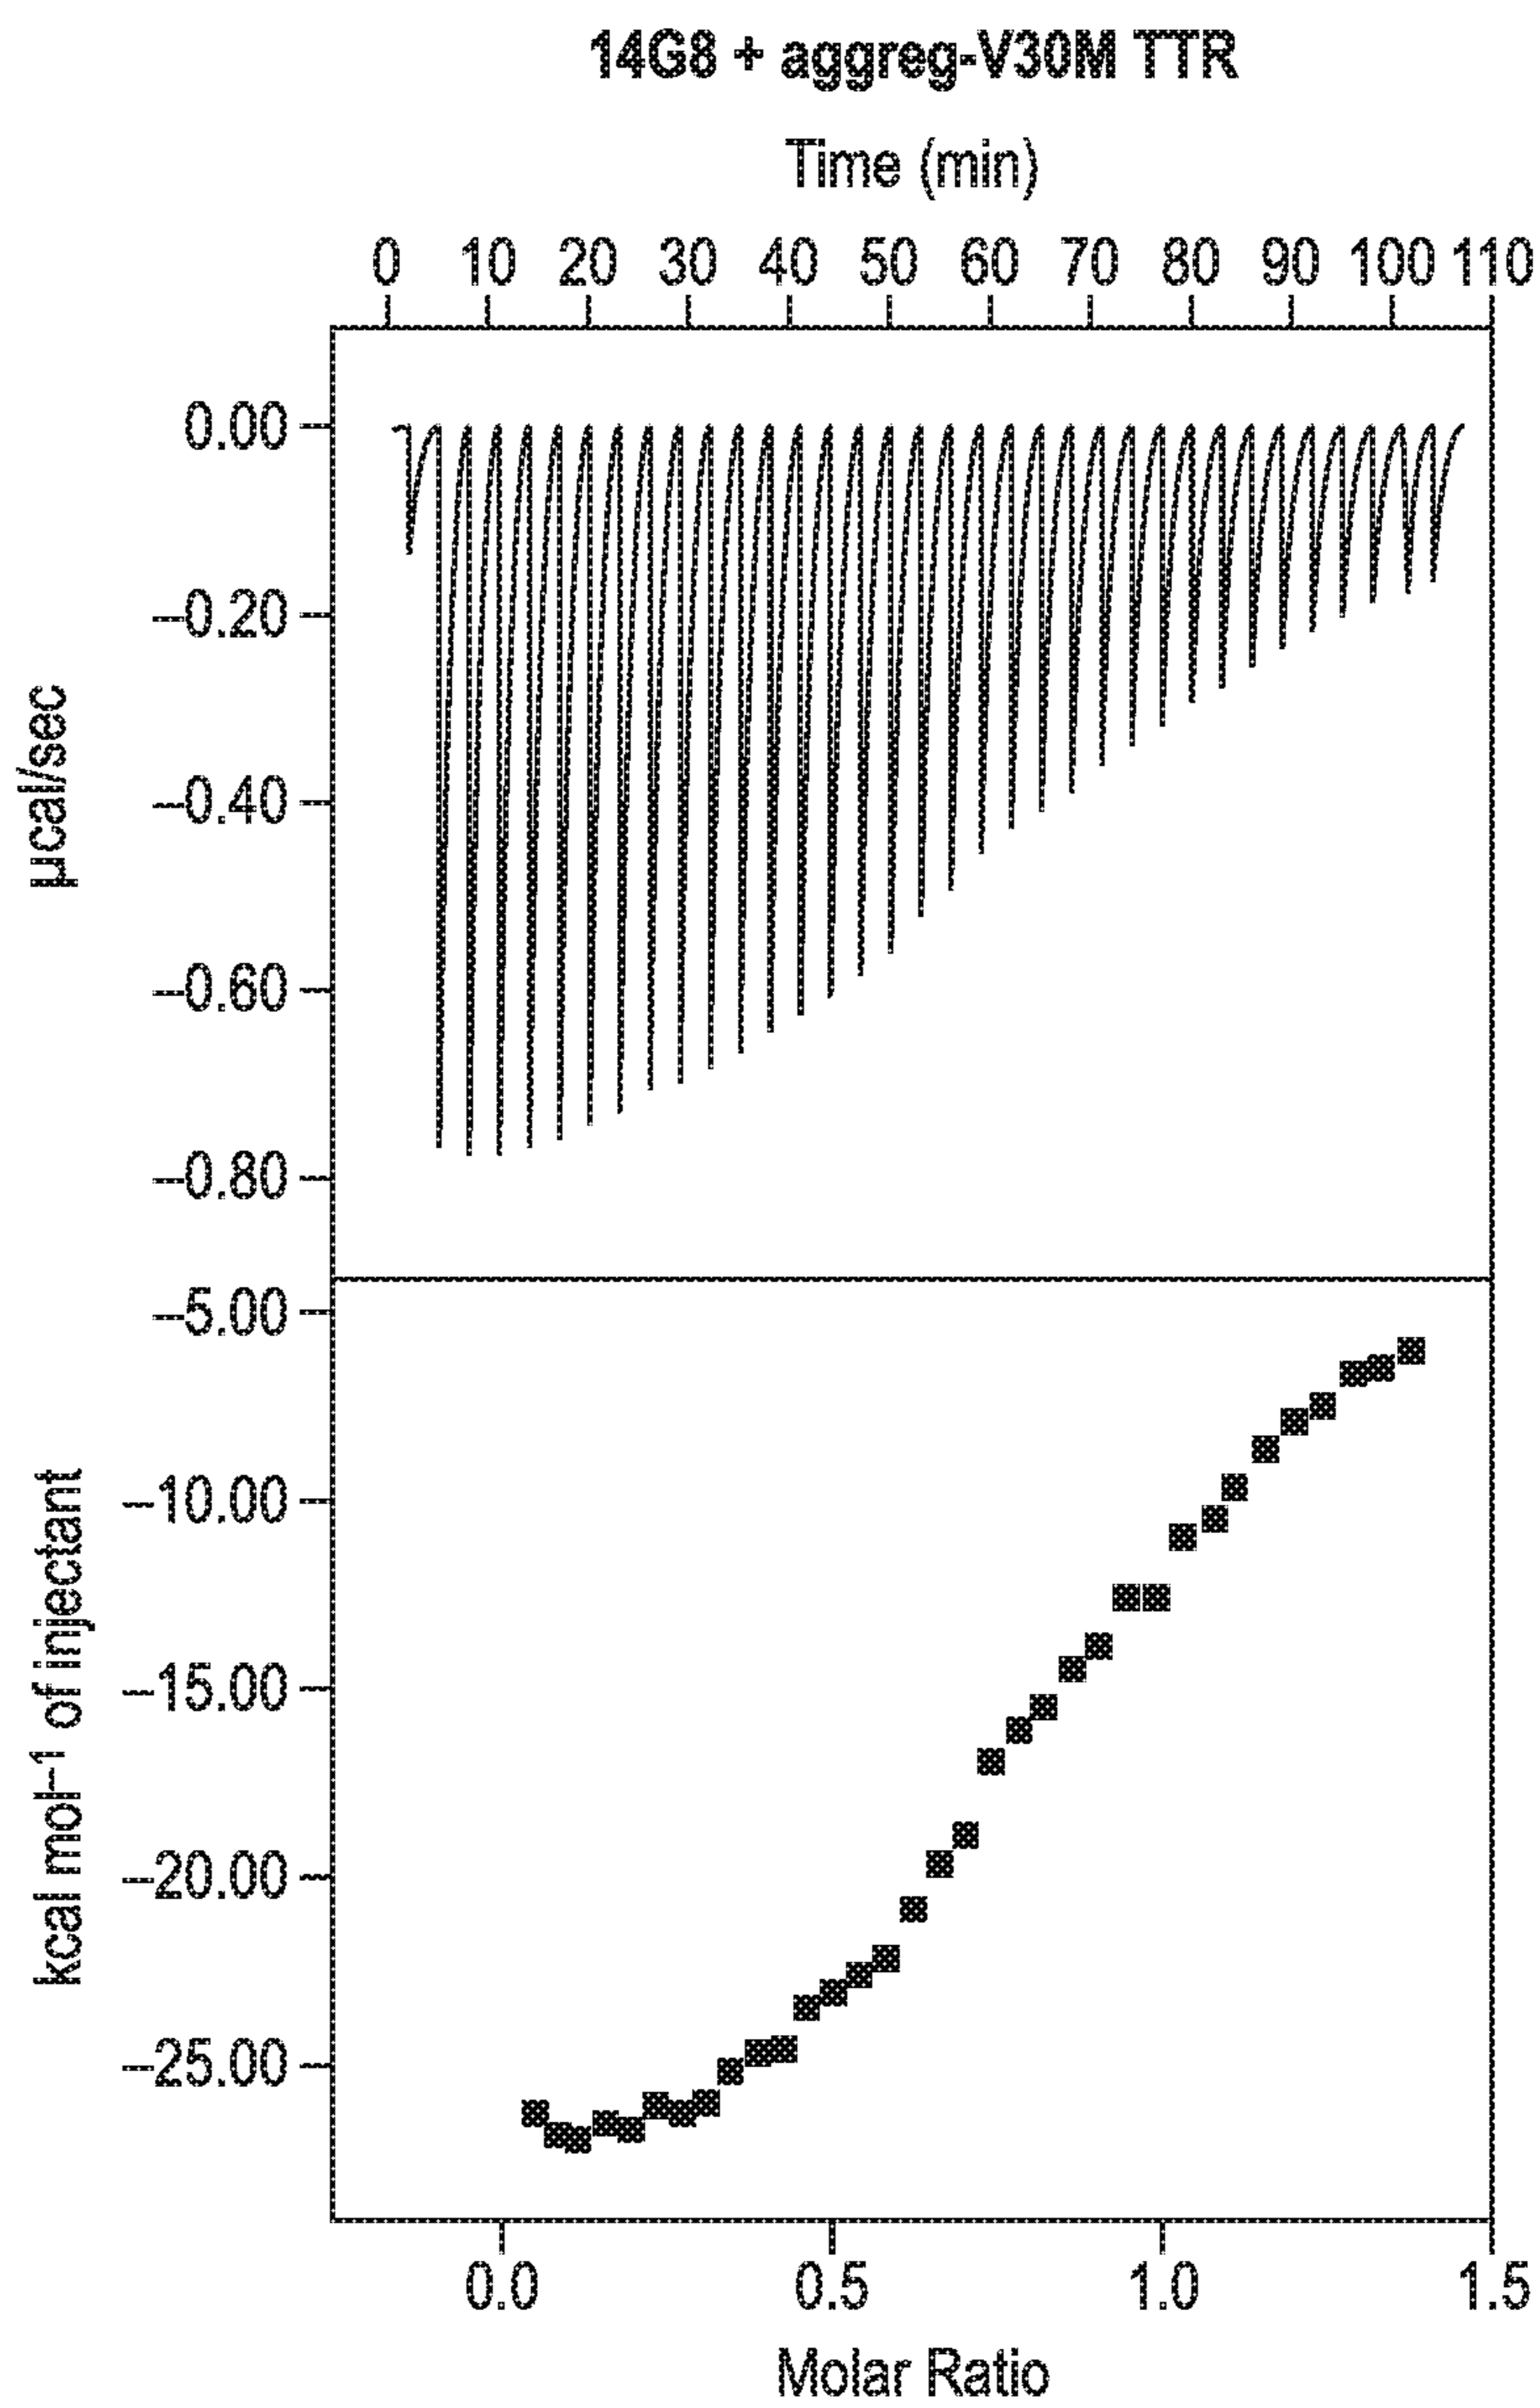 14G8 + aggreg-V30M TTR
Time (min)
0 10 20 30 40 50 60 70 80 90 100 110
0.00
–0.20
–0.40
–0.60
–0.80
µcal/sec
–5.00
–10.00
–15.00
–20.00
–25.00
kcal mol⁻¹ of injectant
0.0 0.5 1.0 1.5
Molar Ratio